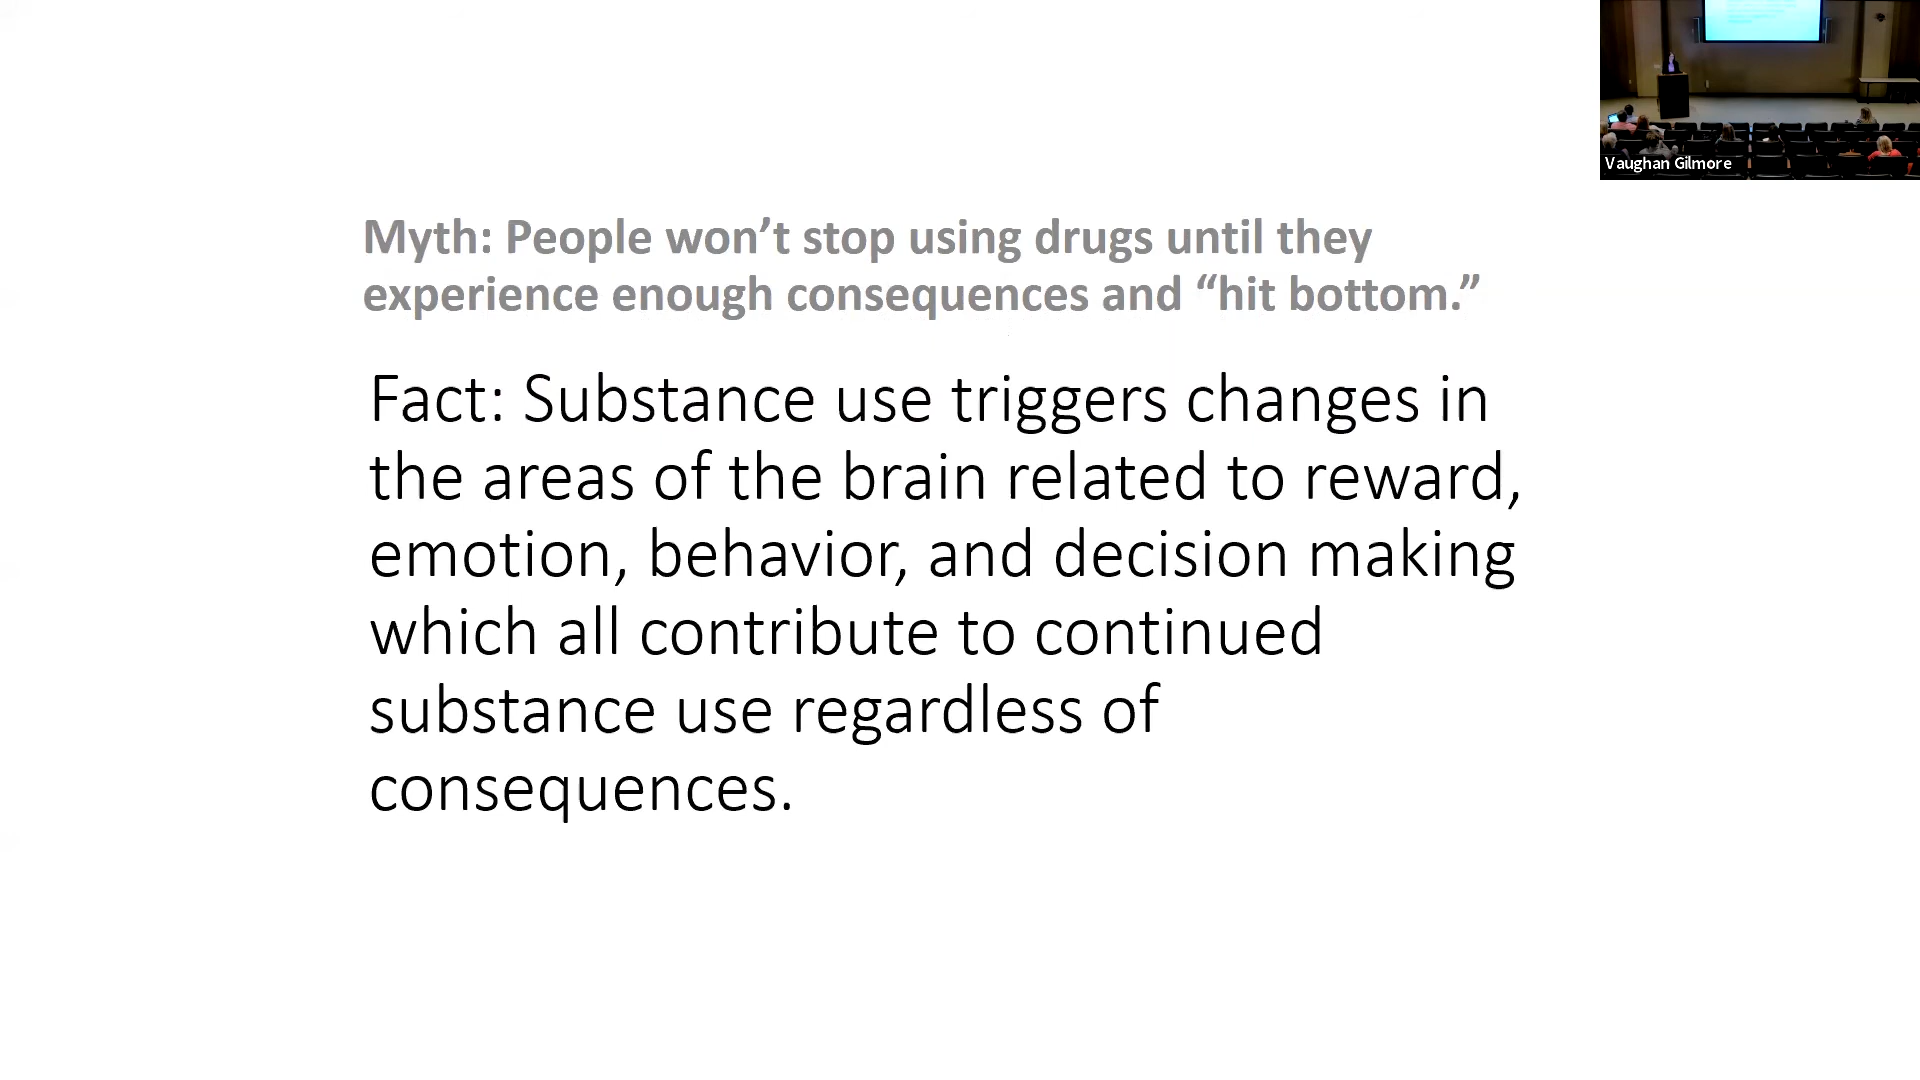 Vaughan Gilmore
Myth: People won’t stop using drugs until they
experience enough consequences and “hit bottom.”
Fact: Substance use triggers changes in
the areas of the brain related to reward,
emotion, behavior, and decision making
which all contribute to continued
substance use regardless of
consequences.